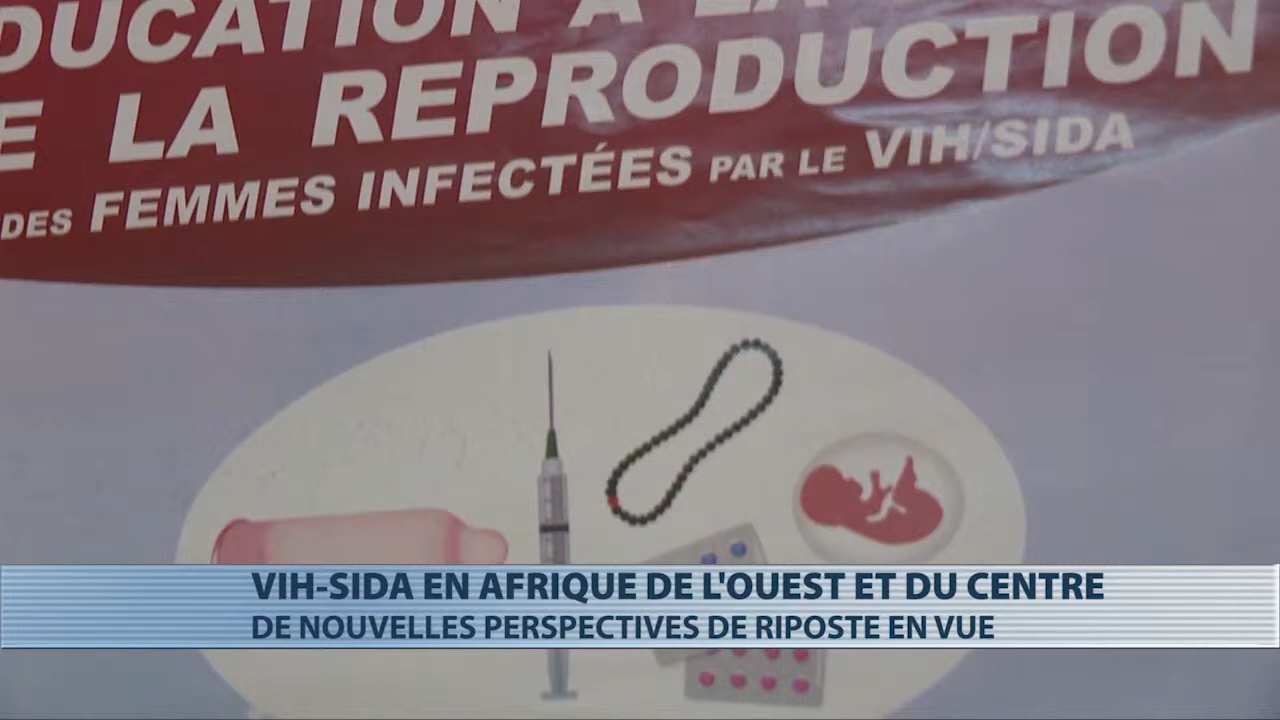 DUCATION À LA
E LA REPRODUCTION
DES FEMMES INFECTÉES PAR LE VIH/SIDA
VIH-SIDA EN AFRIQUE DE L'OUEST ET DU CENTRE
DE NOUVELLES PERSPECTIVES DE RIPOSTE EN VUE